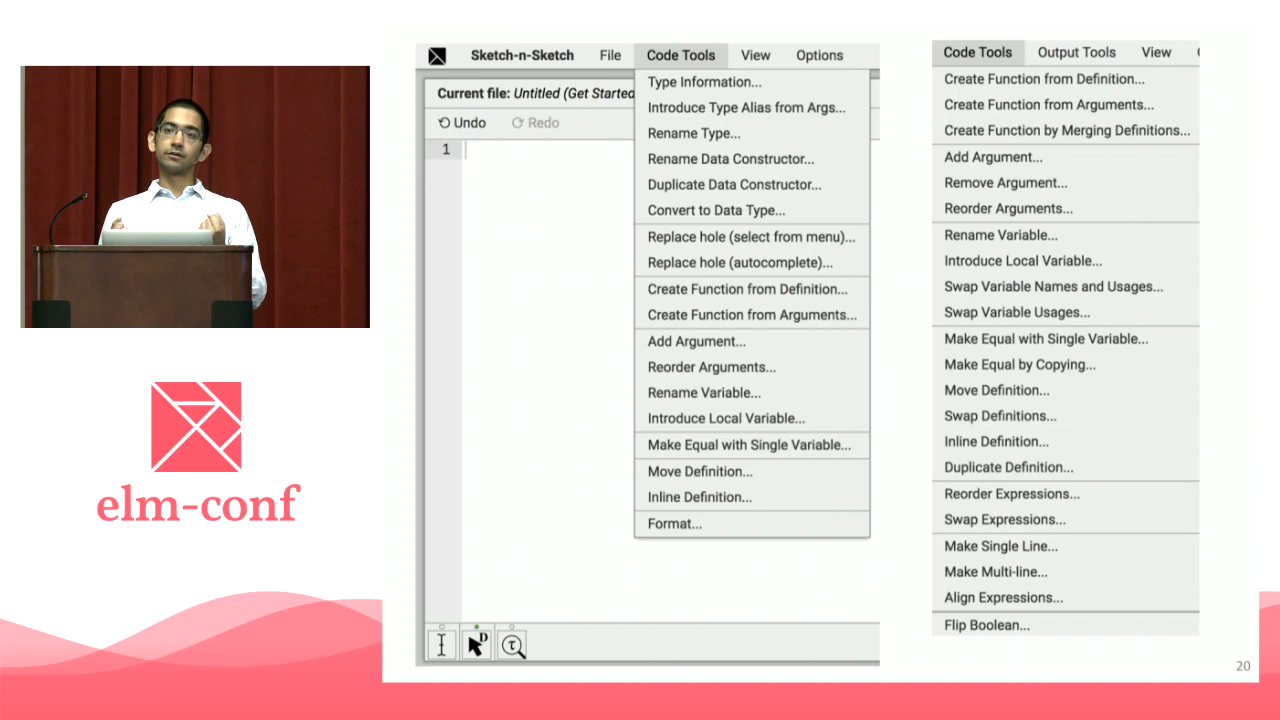 elm-conf
Sketch-n-Sketch File Code Tools View Options
Current file: Untitled (Get Started
Undo Redo
1
Type Information...
Introduce Type Alias from Args...
Rename Type...
Rename Data Constructor...
Duplicate Data Constructor...
Convert to Data Type...
Replace hole (select from menu)...
Replace hole (autocomplete)...
Create Function from Definition...
Create Function from Arguments...
Add Argument...
Reorder Arguments...
Rename Variable...
Introduce Local Variable...
Make Equal with Single Variable...
Move Definition...
Inline Definition...
Format...
D
τ
Code Tools Output Tools View
Create Function from Definition...
Create Function from Arguments...
Create Function by Merging Definitions...
Add Argument...
Remove Argument...
Reorder Arguments...
Rename Variable...
Introduce Local Variable...
Swap Variable Names and Usages...
Swap Variable Usages...
Make Equal with Single Variable...
Make Equal by Copying...
Move Definition...
Swap Definitions...
Inline Definition...
Duplicate Definition...
Reorder Expressions...
Swap Expressions...
Make Single Line...
Make Multi-line...
Align Expressions...
Flip Boolean...
20